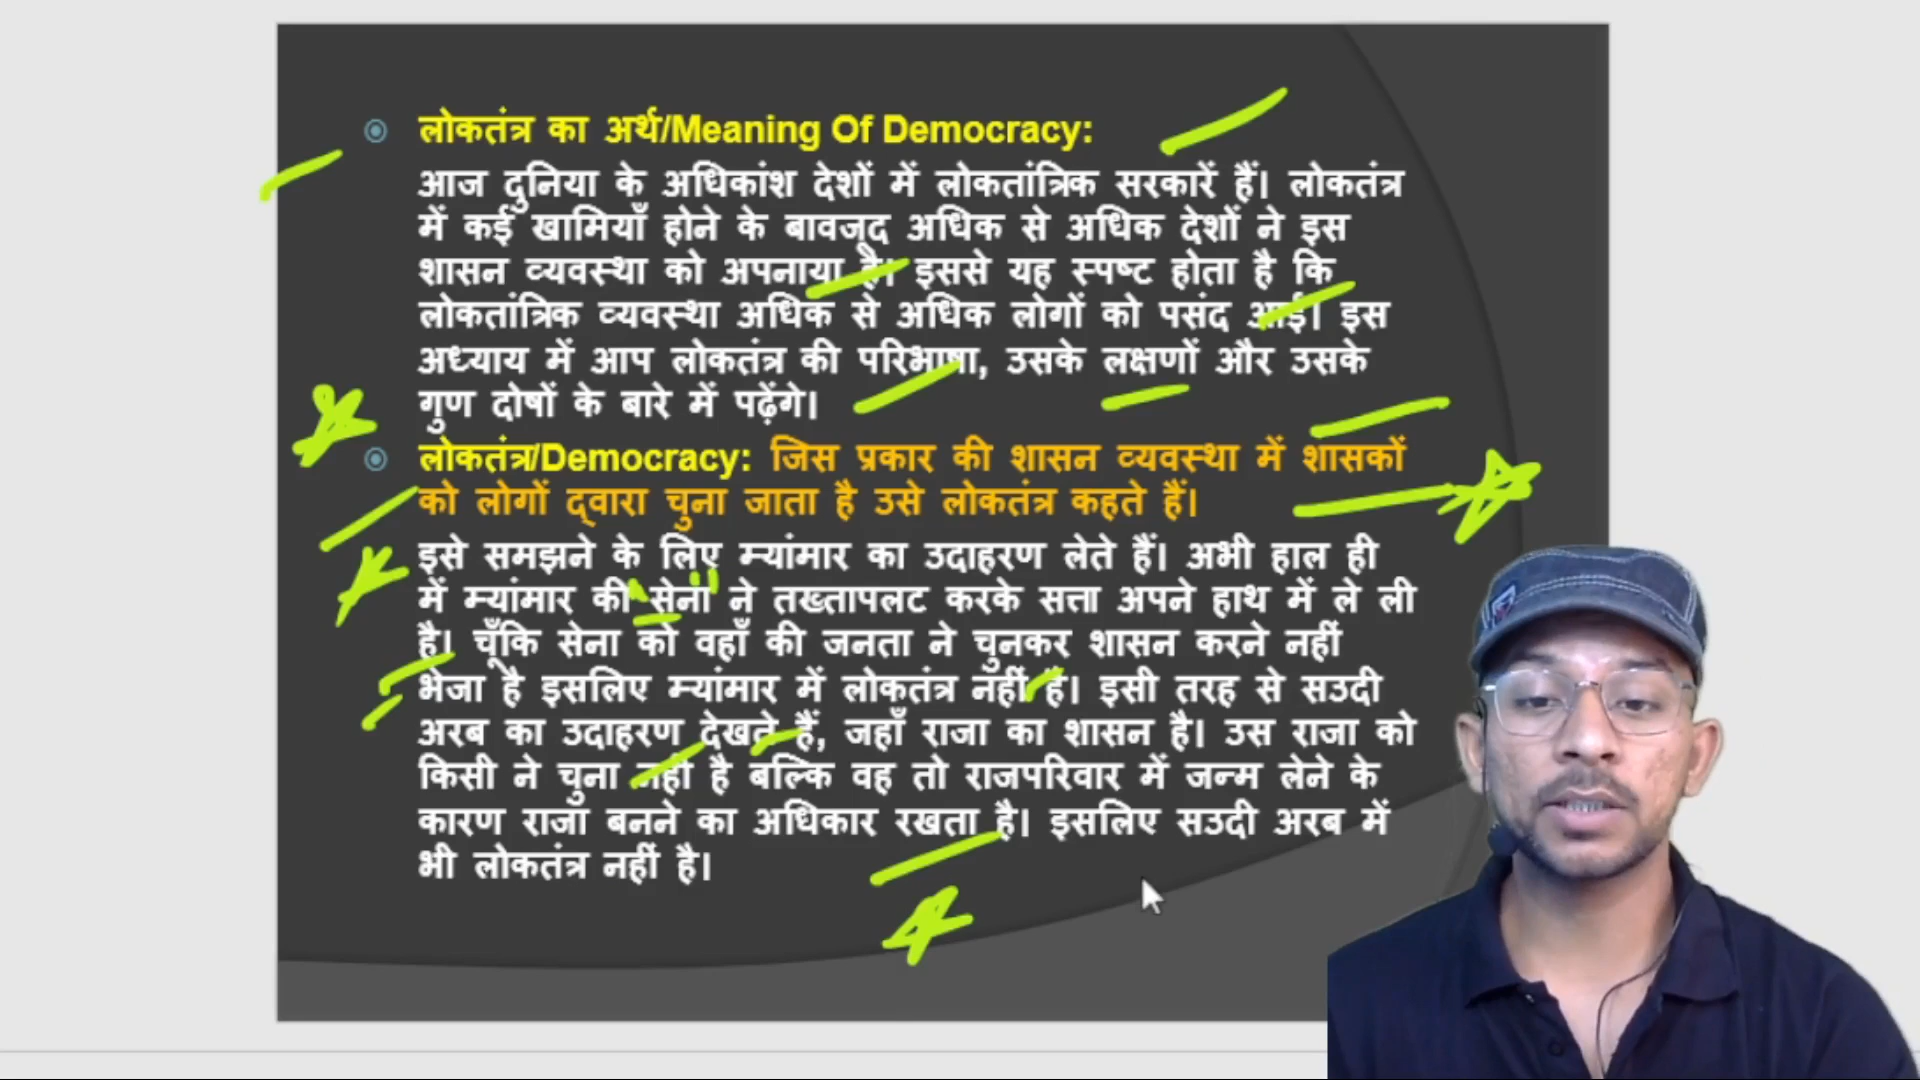 लोकतंत्र का अर्थ/Meaning Of Democracy:
आज दुनिया के अधिकांश देशों में लोकतांत्रिक सरकारें हैं। लोकतंत्र
में कई खामियाँ होने के बावजूद अधिक से अधिक देशों ने इस
शासन व्यवस्था को अपनाया है। इससे यह स्पष्ट होता है कि
लोकतांत्रिक व्यवस्था अधिक से अधिक लोगों को पसंद आई। इस
अध्याय में आप लोकतंत्र की परिभाषा, उसके लक्षणों और उसके
गुण दोषों के बारे में पढ़ेंगे।
लोकतंत्र/Democracy: जिस प्रकार की शासन व्यवस्था में शासकों
को लोगों द्वारा चुना जाता है उसे लोकतंत्र कहते हैं।
इसे समझने के लिए म्यांमार का उदाहरण लेते हैं। अभी हाल ही
में म्यांमार की सेना ने तख्तापलट करके सत्ता अपने हाथ में ले ली
है। चूँकि सेना को वहाँ की जनता ने चुनकर शासन करने नहीं
भेजा है इसलिए म्यांमार में लोकतंत्र नहीं है। इसी तरह से सउदी
अरब का उदाहरण देखते हैं, जहाँ राजा का शासन है। उस राजा को
किसी ने चुना नहीं है बल्कि वह तो राजपरिवार में जन्म लेने के
कारण राजा बनने का अधिकार रखता है। इसलिए सउदी अरब में
भी लोकतंत्र नहीं है।